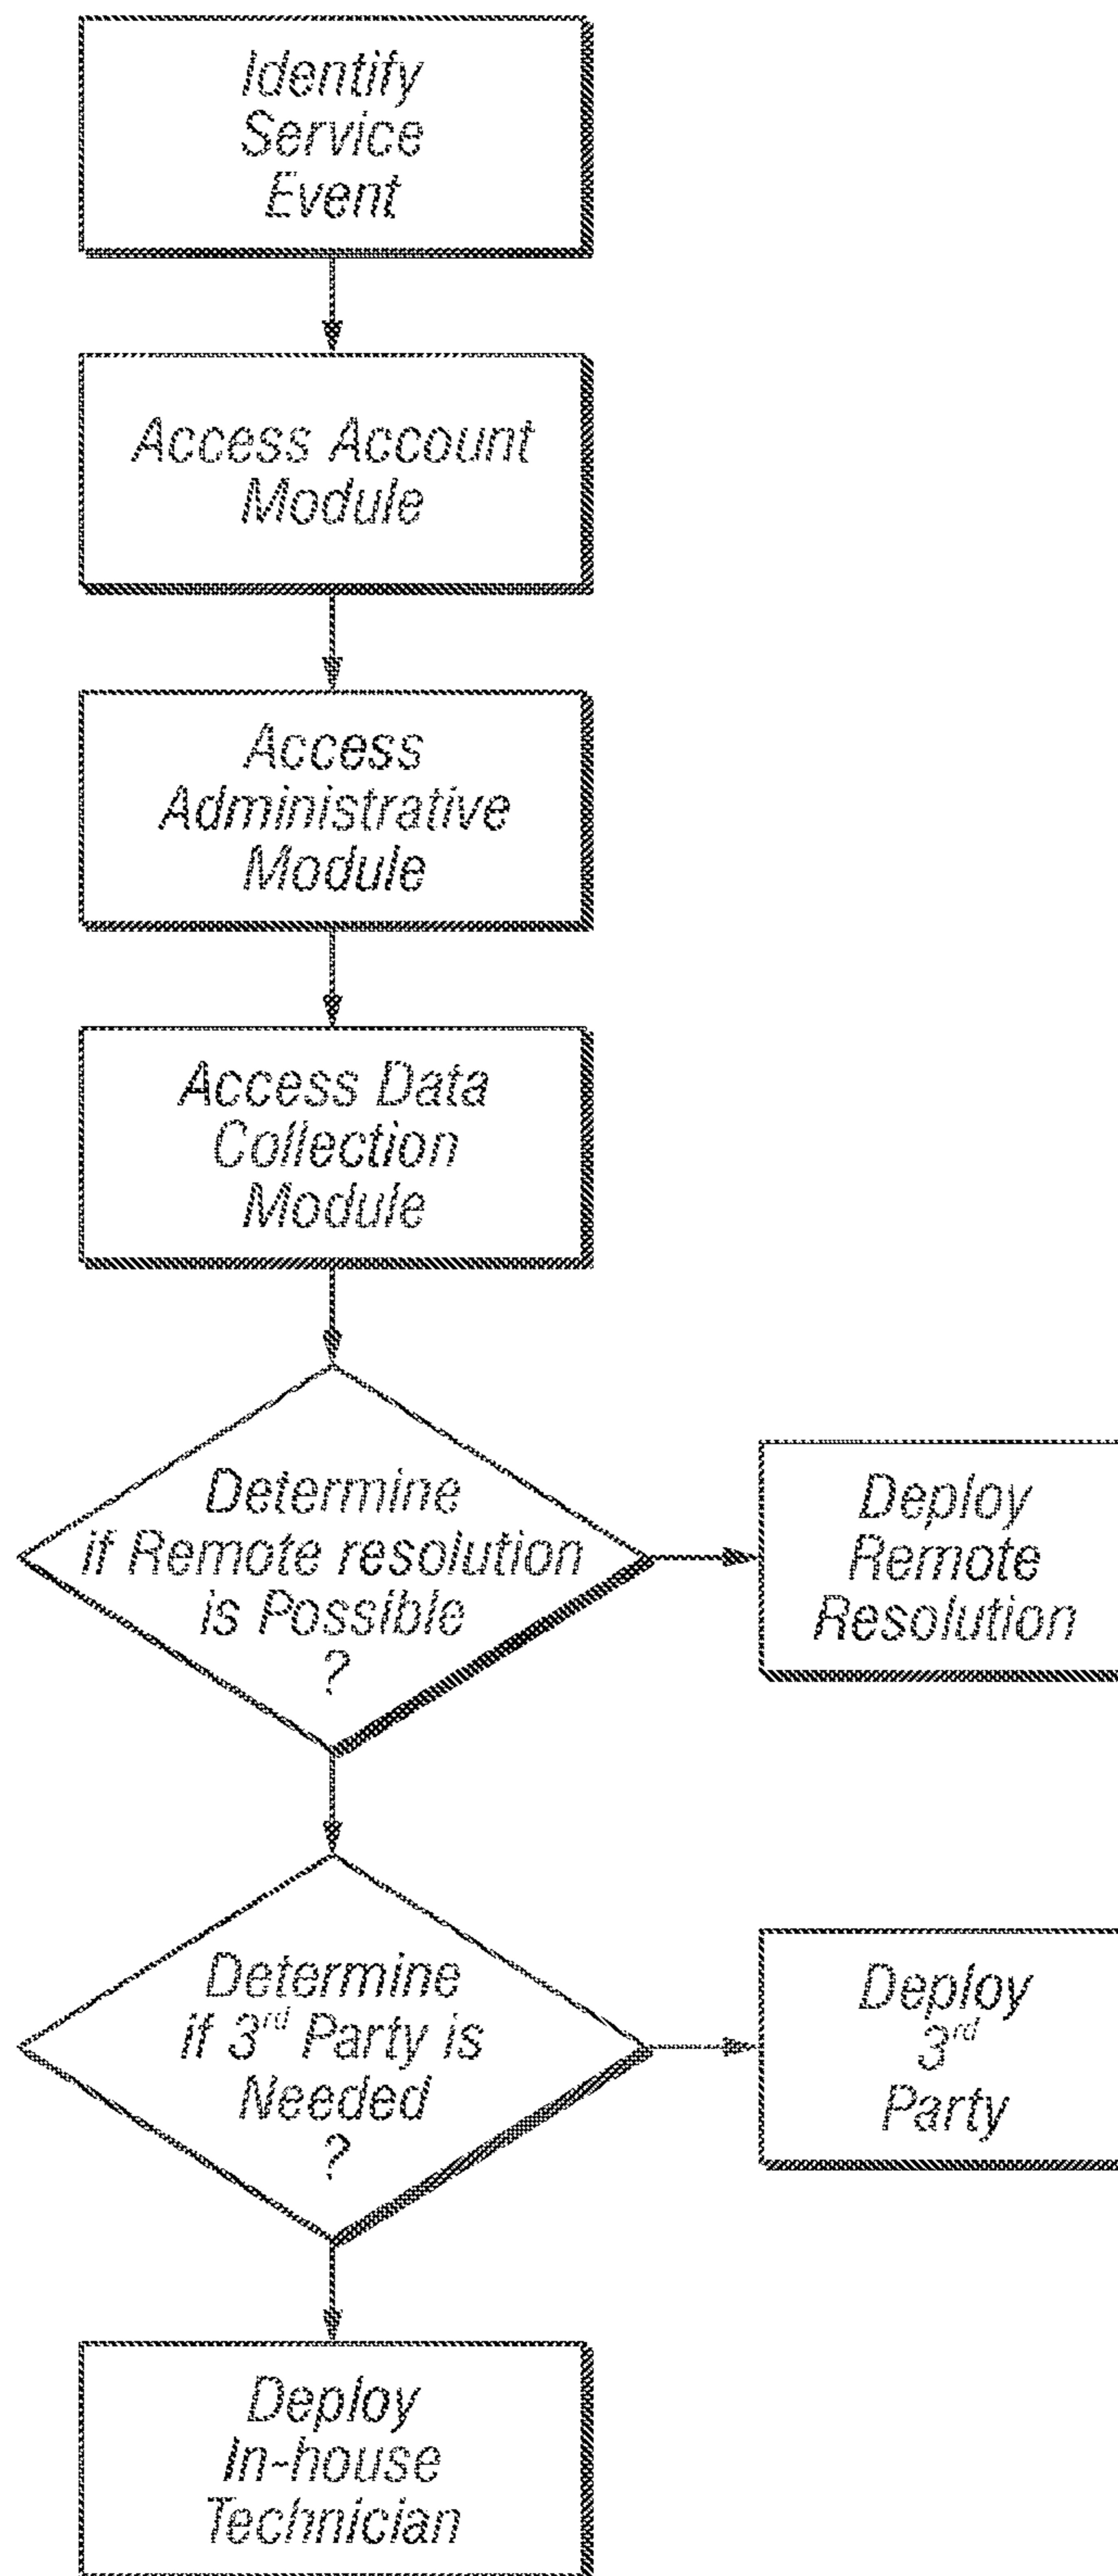 Identify
Service
Event
Access Account
Module
Access
Administrative
Module
Access Data
Collection
Module
Determine
if Remote resolution
is Possible
?
Deploy
Remote
Resolution
Determine
if 3rd Party is
Needed
?
Deploy
3rd
Party
Deploy
In-house
Technician